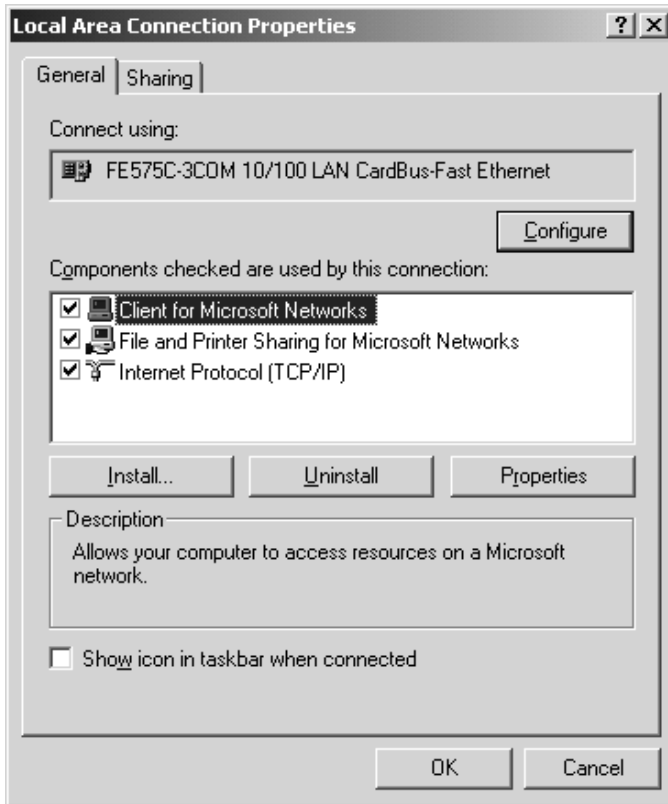 Local Area Connection Properties
General
Sharing
Connect using:
FE575C-3COM 10/100 LAN CardBus-Fast Ethernet
Configure
Components checked are used by this connection:
Client for Microsoft Networks
File and Printer Sharing for Microsoft Networks
Internet Protocol (TCP/IP)
Install...
Uninstall
Properties
Description
Allows your computer to access resources on a Microsoft
network.
Show icon in taskbar when connected
OK
Cancel